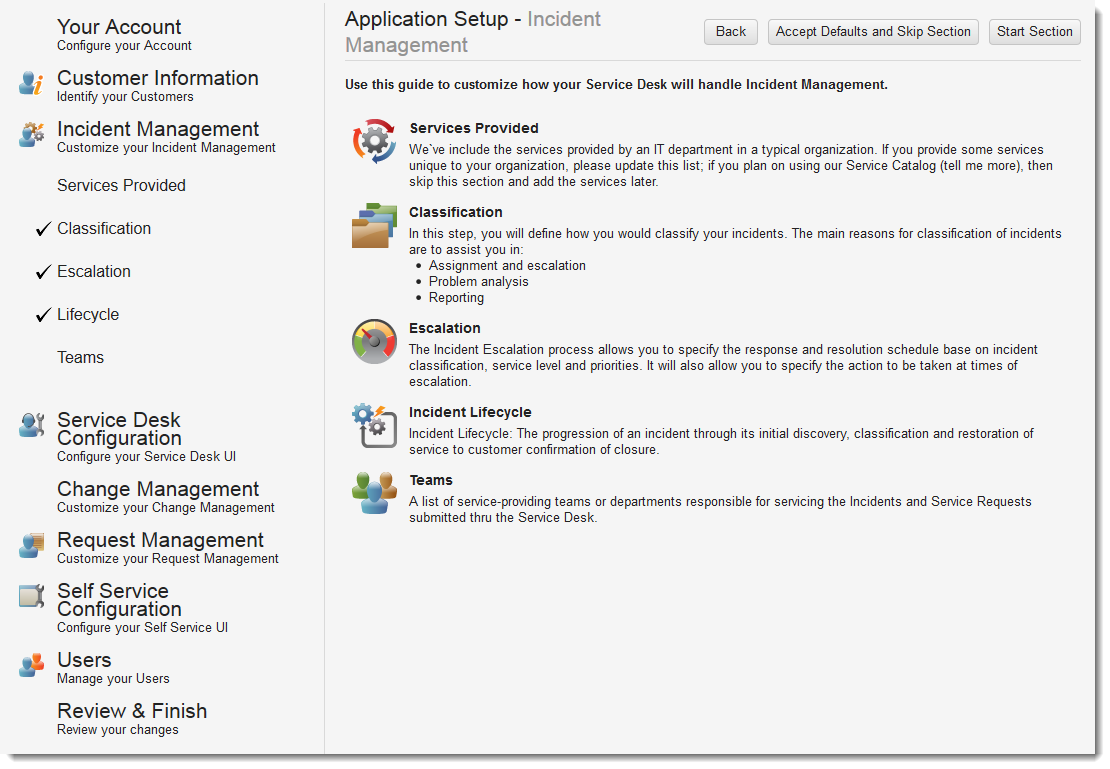 Your Account
Configure your Account
Customer Information
Identify your Customers
Incident Management
Customize your Incident Management
Services Provided
Classification
Escalation
Lifecycle
Teams
Service Desk
Configuration
Configure your Service Desk UI
Change Management
Customize your Change Management
Request Management
Customize your Request Management
Self Service
Configuration
Configure your Self Service UI
Users
Manage your Users
Review & Finish
Review your changes
Application Setup - Incident
Management
Back
Accept Defaults and Skip Section
Start Section
Use this guide to customize how your Service Desk will handle Incident Management.
Services Provided
We`ve include the services provided by an IT department in a typical organization. If you provide some services
unique to your organization, please update this list; if you plan on using our Service Catalog (tell me more), then
skip this section and add the services later.
Classification
In this step, you will define how you would classify your incidents. The main reasons for classification of incidents
are to assist you in:
• Assignment and escalation
• Problem analysis
• Reporting
Escalation
The Incident Escalation process allows you to specify the response and resolution schedule base on incident
classification, service level and priorities. It will also allow you to specify the action to be taken at times of
escalation.
Incident Lifecycle
Incident Lifecycle: The progression of an incident through its initial discovery, classification and restoration of
service to customer confirmation of closure.
Teams
A list of service-providing teams or departments responsible for servicing the Incidents and Service Requests
submitted thru the Service Desk.